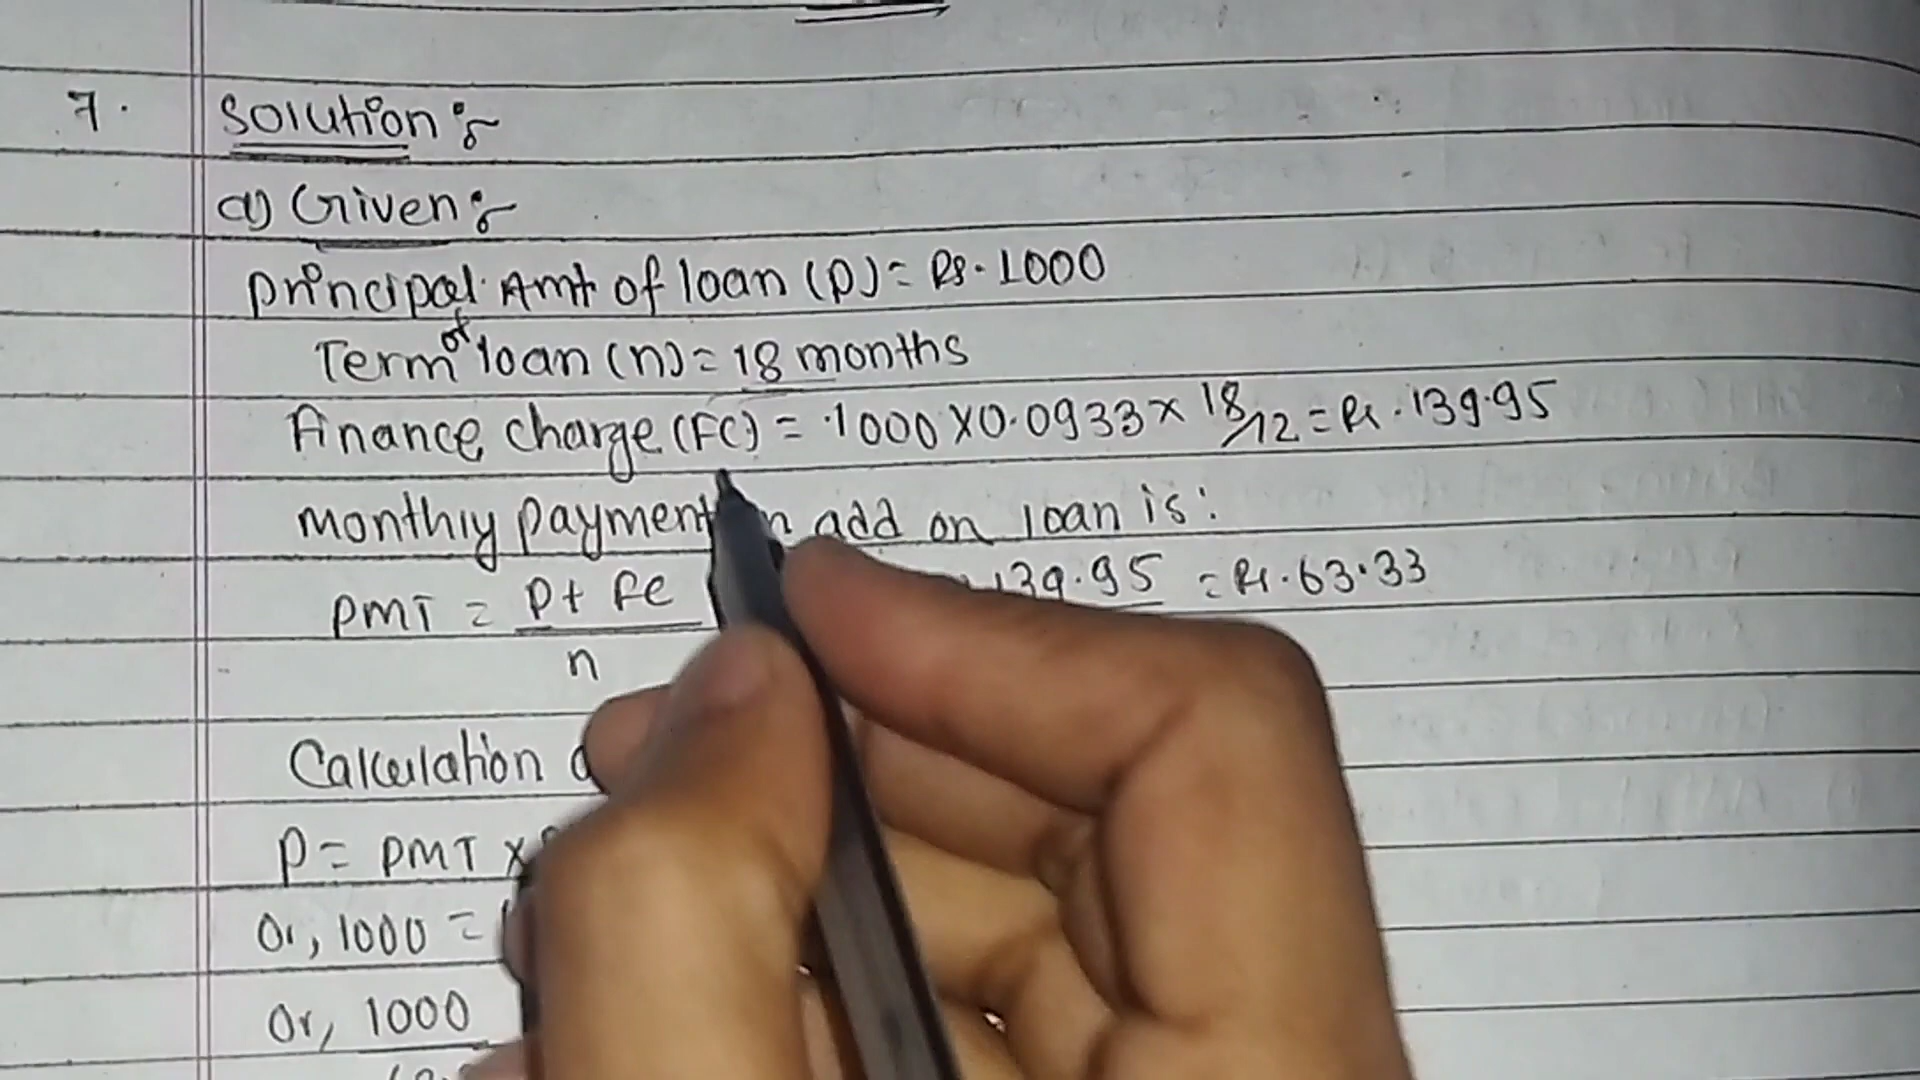 7. Solution:-
a) Given:-
Principal Amt of loan (P) = Rs. 1000
Term of loan (n) = 18 months
Finance charge (FC) = 1000 X 0.0933 x 18/12 = Rs. 139.95
monthly payment add on loan is:
PMT = P + FC 139.95 = Rs. 63.33
n
Calculation
P = PMT x
Or, 1000 =
Or, 1000